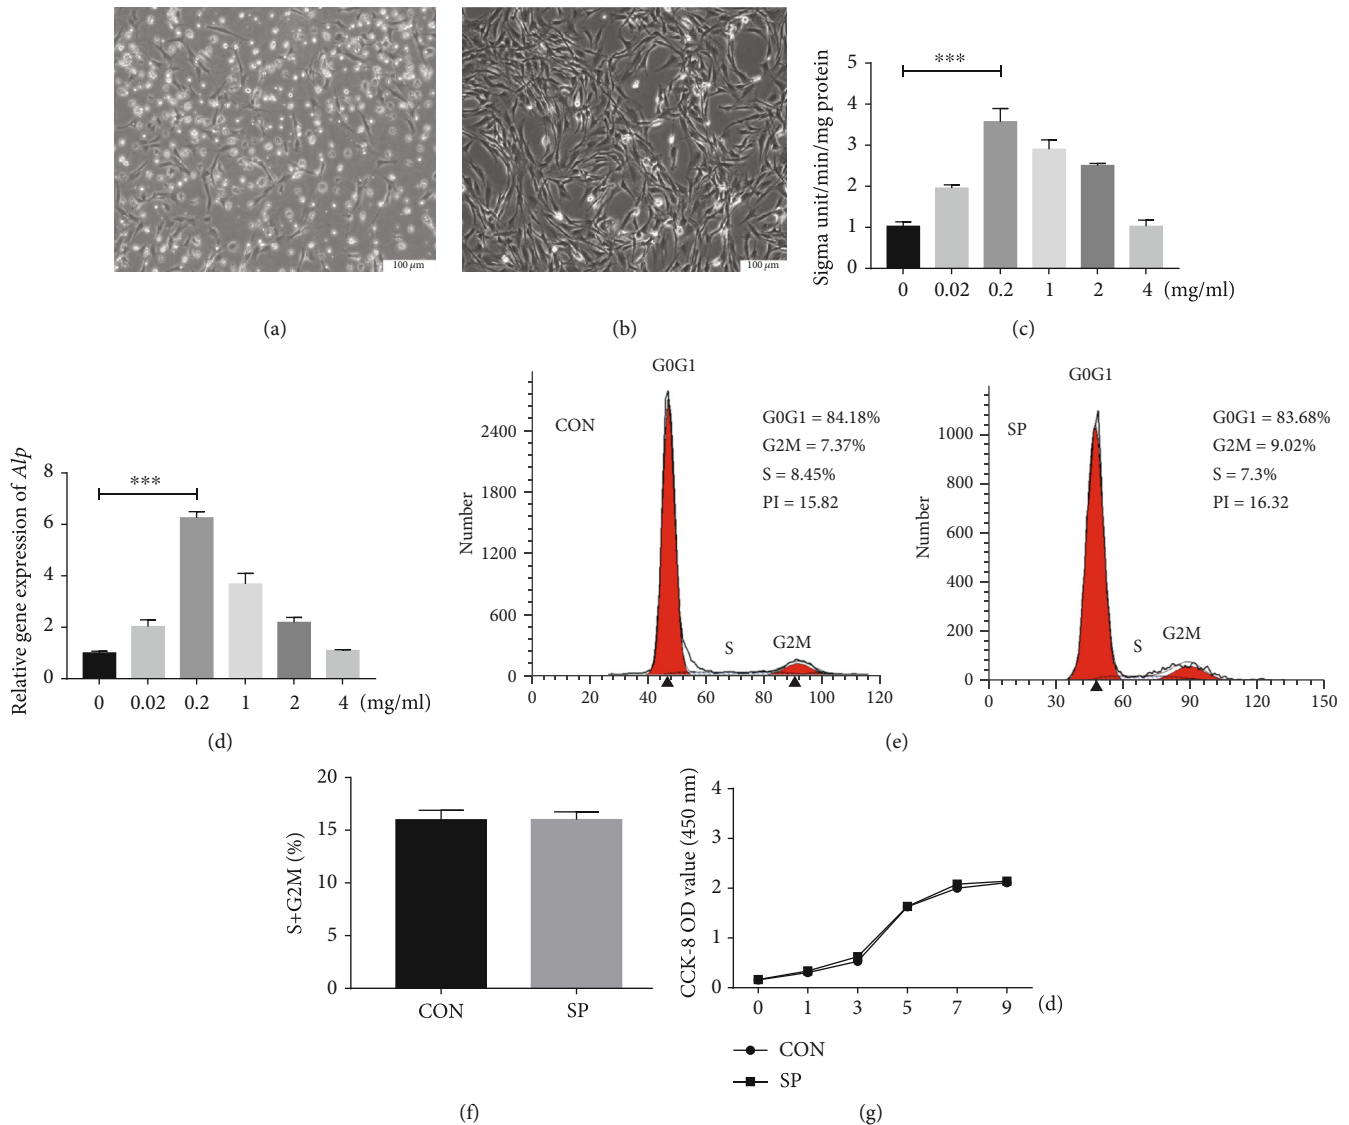 100 μm
100 μm
(a)
(b)
Sigma unit/min/mg protein
5
4
3
2
1
0
***
0 0.02 0.2 1 2 4 (mg/ml)
(c)
Relative gene expression of Alp
8
6
4
2
0
***
0 0.02 0.2 1 2 4 (mg/ml)
(d)
G0G1
CON
G0G1 = 84.18%
G2M = 7.37%
S = 8.45%
PI = 15.82
Number
2400
1800
1200
600
0
S
G2M
0 20 40 60 80 100 120
G0G1
SP
G0G1 = 83.68%
G2M = 9.02%
S = 7.3%
PI = 16.32
Number
1000
800
600
400
200
0
S
G2M
0 30 60 90 120 150
(e)
S+G2M (%)
20
15
10
5
0
CON SP
(f)
CCK-8 OD value (450 nm)
4
3
2
1
0
0 1 3 5 7 9 (d)
CON
SP
(g)